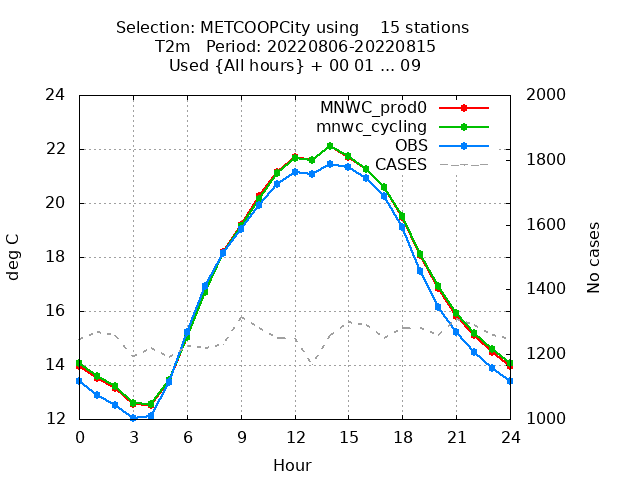 Selection: METCOOPCity using    15 stations
T2m   Period: 20220806-20220815
Used {All hours} + 00 01 ... 09
24
22
20
18
16
14
12
2000
1800
1600
1400
1200
1000
MNWC_prod0
mnwc_cycling
OBS
CASES
deg C
No cases
0 3 6 9 12 15 18 21 24
Hour